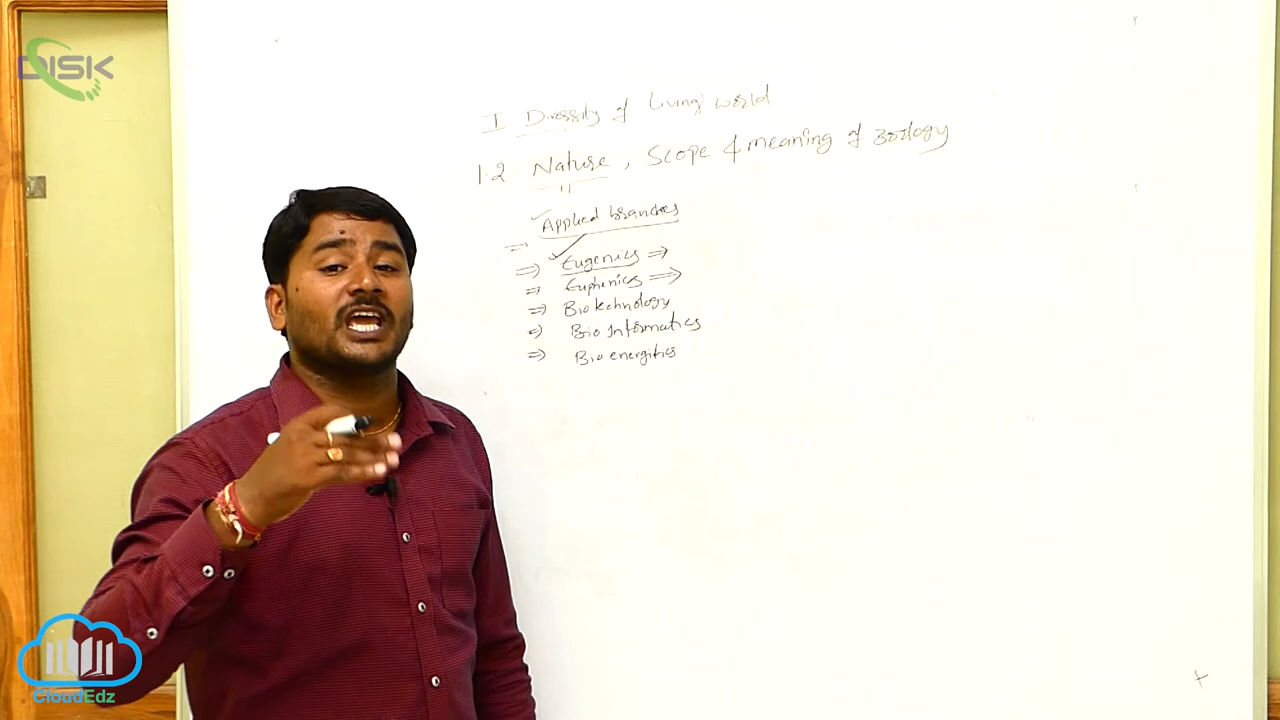 DISK
I Diversity of Living world
1.2 Nature, Scope & meaning of zoology
Applied branches
⇒ Eugenics ⇒
⇒ Euphenics ⇒
⇒ Biotechnology
⇒ Bio Informatics
⇒ Bio energitics
CloudEdz